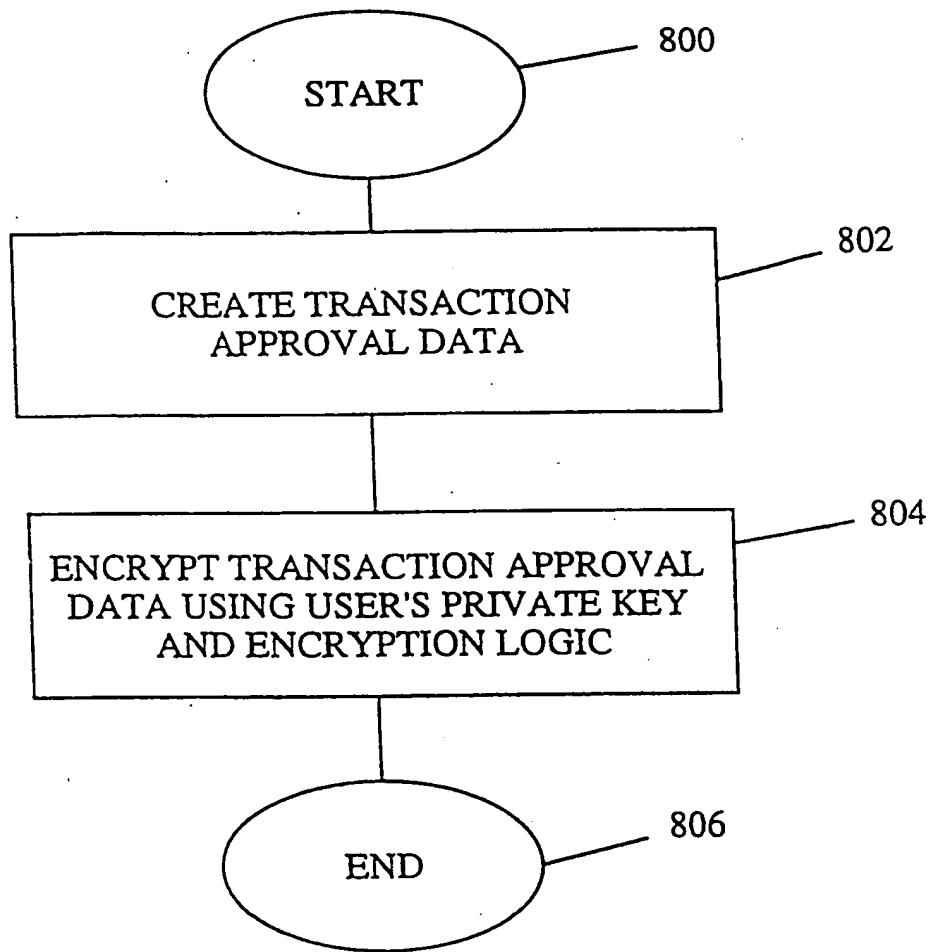 800
START
802
CREATE TRANSACTION
APPROVAL DATA
804
ENCRYPT TRANSACTION APPROVAL
DATA USING USER'S PRIVATE KEY
AND ENCRYPTION LOGIC
806
END